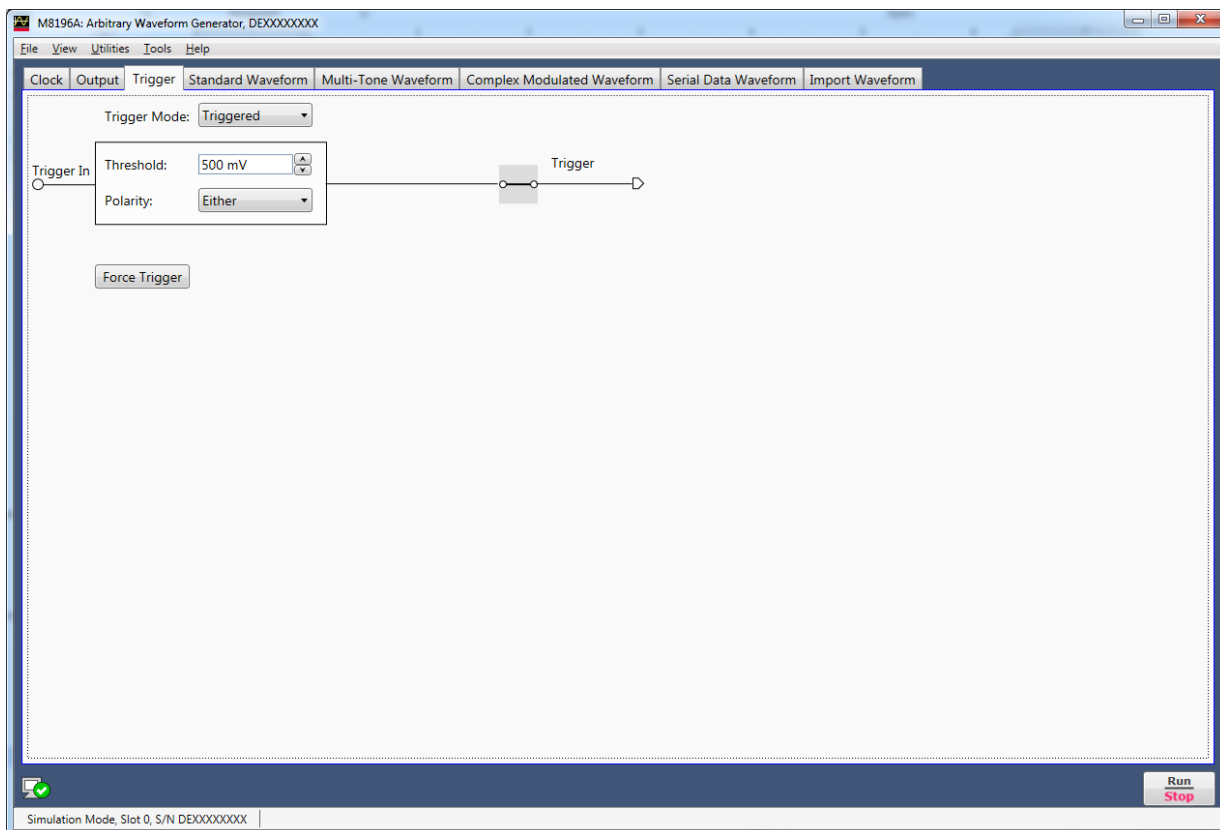 M8196A: Arbitrary Waveform Generator, DEXXXXXXXX
File View Utilities Tools Help
Clock Output Trigger Standard Waveform Multi-Tone Waveform Complex Modulated Waveform Serial Data Waveform Import Waveform
Trigger Mode: Triggered
Trigger In
Threshold: 500 mV
Polarity: Either
Trigger
Force Trigger
Run
Stop
Simulation Mode, Slot 0, S/N DEXXXXXXXX